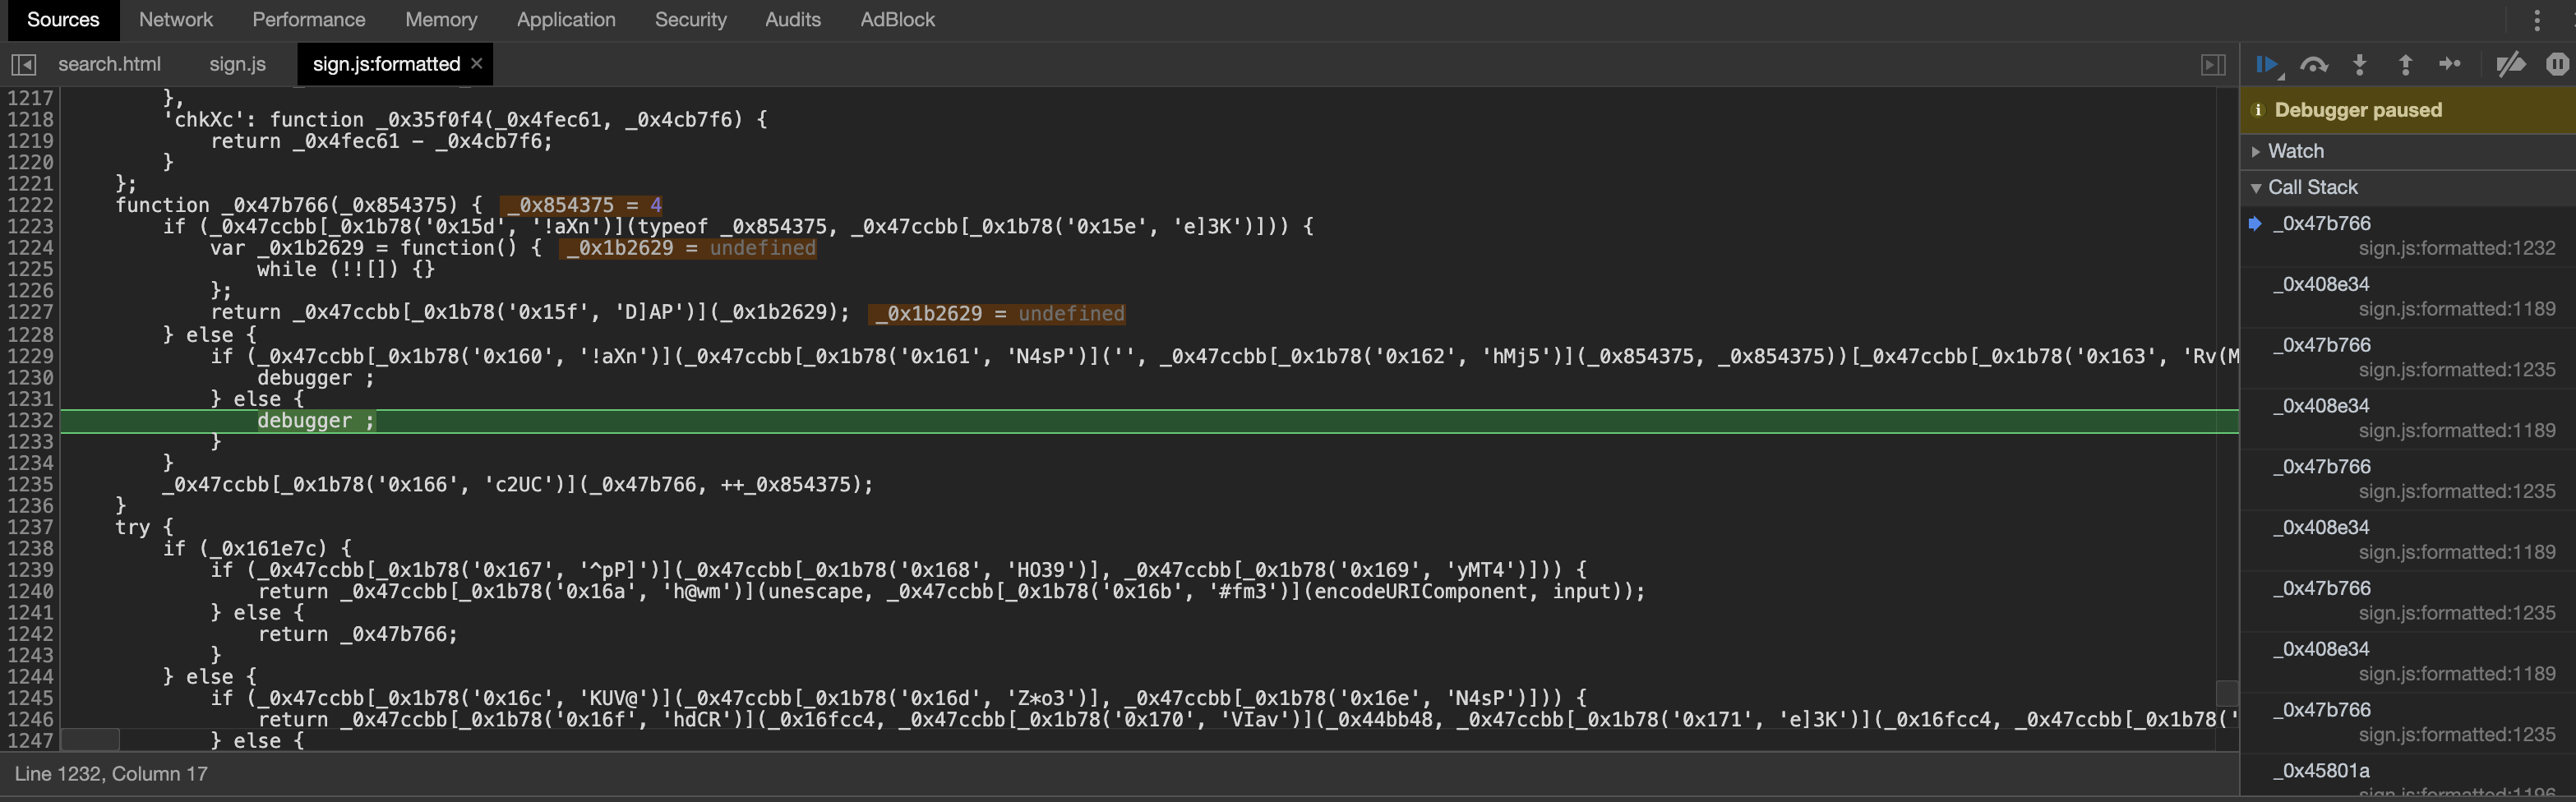 Sources Network Performance Memory Application Security Audits AdBlock
search.html sign.js sign.js:formatted ×
1217 },
1218 'chkXc': function _0x35f0f4(_0x4fec61, _0x4cb7f6) {
1219 return _0x4fec61 - _0x4cb7f6;
1220 }
1221 };
1222 function _0x47b766(_0x854375) { _0x854375 = 4
1223 if (_0x47ccbb[_0x1b78('0x15d', '!aXn')](typeof _0x854375, _0x47ccbb[_0x1b78('0x15e', 'e]3K')])) {
1224 var _0x1b2629 = function() { _0x1b2629 = undefined
1225 while (!![]) {}
1226 };
1227 return _0x47ccbb[_0x1b78('0x15f', 'D]AP')](_0x1b2629); _0x1b2629 = undefined
1228 } else {
1229 if (_0x47ccbb[_0x1b78('0x160', '!aXn')](_0x47ccbb[_0x1b78('0x161', 'N4sP')]('', _0x47ccbb[_0x1b78('0x162', 'hMj5')](_0x854375, _0x854375))[_0x47ccbb[_0x1b78('0x163', 'Rv(M
1230 debugger ;
1231 } else {
1232 debugger ;
1233 }
1234 }
1235 _0x47ccbb[_0x1b78('0x166', 'c2UC')](_0x47b766, ++_0x854375);
1236 }
1237 try {
1238 if (_0x161e7c) {
1239 if (_0x47ccbb[_0x1b78('0x167', '^pP]')](_0x47ccbb[_0x1b78('0x168', 'HO39')], _0x47ccbb[_0x1b78('0x169', 'yMT4')])) {
1240 return _0x47ccbb[_0x1b78('0x16a', 'h@wm')](unescape, _0x47ccbb[_0x1b78('0x16b', '#fm3')](encodeURIComponent, input));
1241 } else {
1242 return _0x47b766;
1243 }
1244 } else {
1245 if (_0x47ccbb[_0x1b78('0x16c', 'KUV@')](_0x47ccbb[_0x1b78('0x16d', 'Z*o3')], _0x47ccbb[_0x1b78('0x16e', 'N4sP')])) {
1246 return _0x47ccbb[_0x1b78('0x16f', 'hdCR')](_0x16fcc4, _0x47ccbb[_0x1b78('0x170', 'VIav')](_0x44bb48, _0x47ccbb[_0x1b78('0x171', 'e]3K')](_0x16fcc4, _0x47ccbb[_0x1b78('
1247 } else {
Line 1232, Column 17
Debugger paused
Watch
Call Stack
_0x47b766
sign.js:formatted:1232
_0x408e34
sign.js:formatted:1189
_0x47b766
sign.js:formatted:1235
_0x408e34
sign.js:formatted:1189
_0x47b766
sign.js:formatted:1235
_0x408e34
sign.js:formatted:1189
_0x47b766
sign.js:formatted:1235
_0x408e34
sign.js:formatted:1189
_0x47b766
sign.js:formatted:1235
_0x45801a
sign.js:formatted:1196